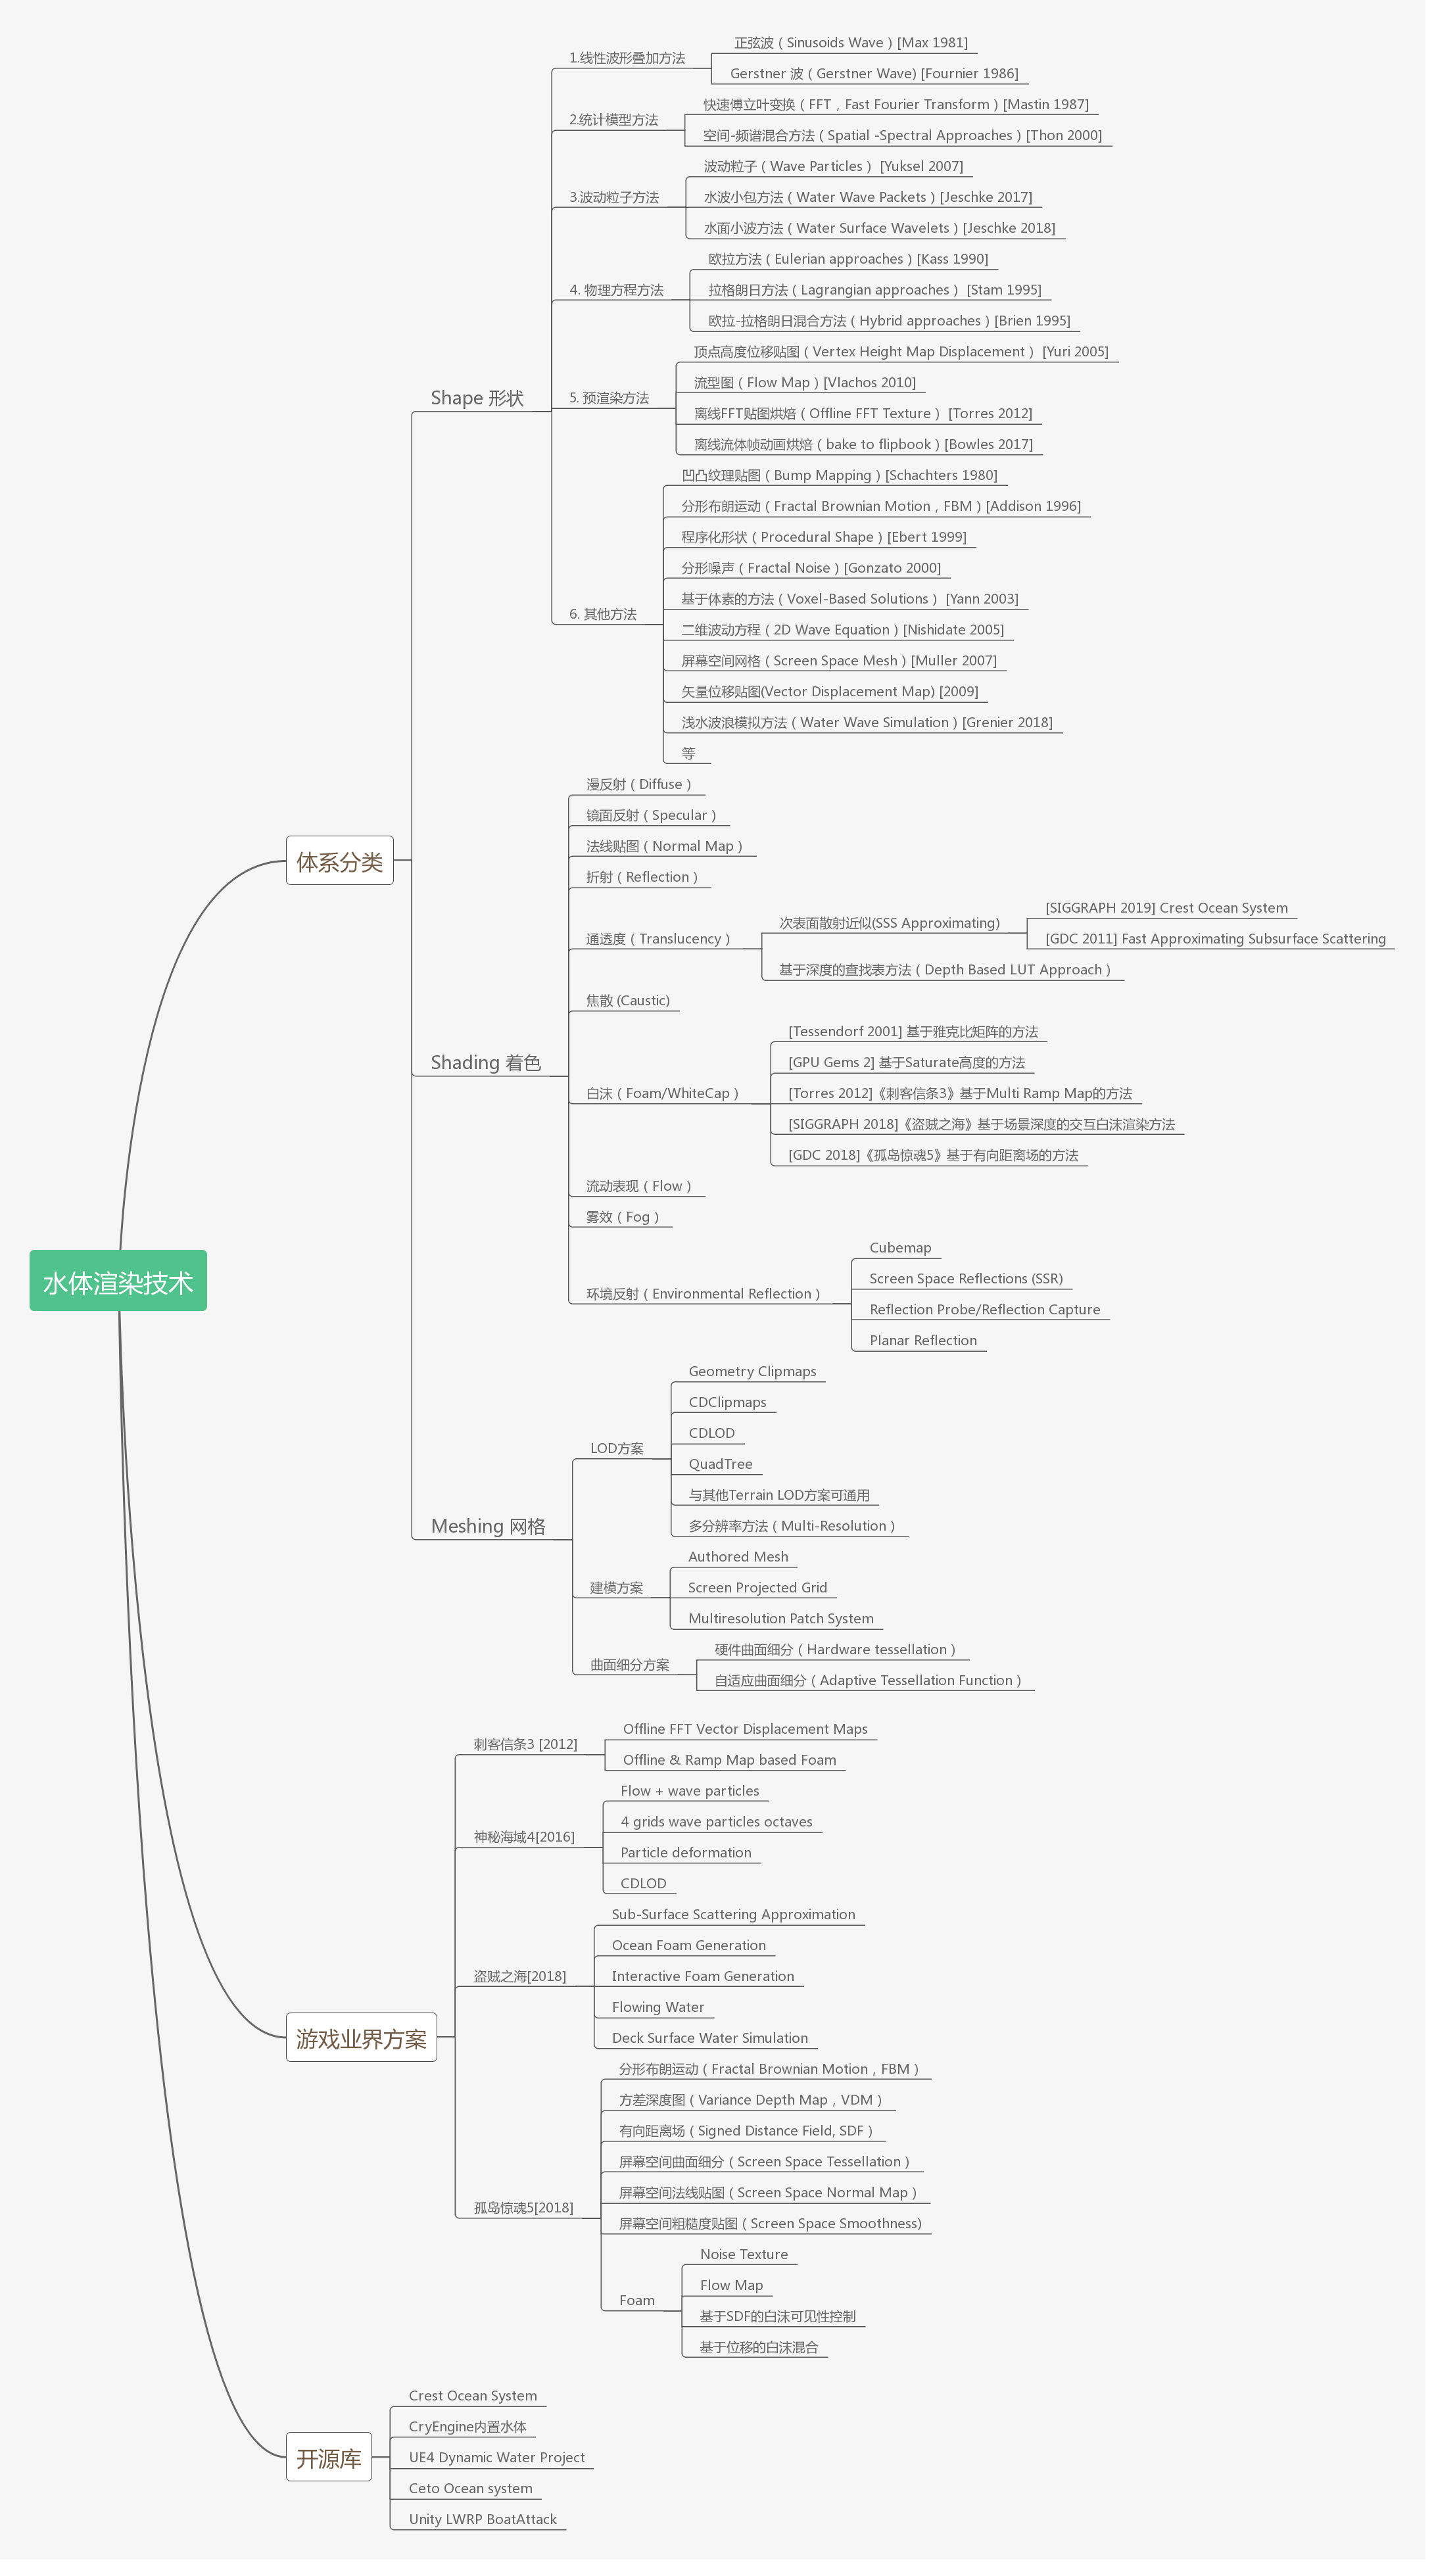 正弦波（Sinusoids Wave）[Max 1981]
1.线性波形叠加方法
Gerstner 波（Gerstner Wave) [Fournier 1986]
快速傅立叶变换（FFT，Fast Fourier Transform）[Mastin 1987]
2.统计模型方法
空间-频谱混合方法（Spatial -Spectral Approaches）[Thon 2000]
波动粒子（Wave Particles） [Yuksel 2007]
3.波动粒子方法
水波小包方法（Water Wave Packets）[Jeschke 2017]
水面小波方法（Water Surface Wavelets）[Jeschke 2018]
欧拉方法（Eulerian approaches）[Kass 1990]
4. 物理方程方法
拉格朗日方法（Lagrangian approaches） [Stam 1995]
欧拉-拉格朗日混合方法（Hybrid approaches）[Brien 1995]
顶点高度位移贴图（Vertex Height Map Displacement） [Yuri 2005]
流型图（Flow Map）[Vlachos 2010]
Shape 形状
5. 预渲染方法
离线FFT贴图烘焙（Offline FFT Texture） [Torres 2012]
离线流体帧动画烘焙（bake to flipbook）[Bowles 2017]
凹凸纹理贴图（Bump Mapping）[Schachters 1980]
分形布朗运动（Fractal Brownian Motion，FBM）[Addison 1996]
程序化形状（Procedural Shape）[Ebert 1999]
分形噪声（Fractal Noise）[Gonzato 2000]
基于体素的方法（Voxel-Based Solutions） [Yann 2003]
6. 其他方法
二维波动方程（2D Wave Equation）[Nishidate 2005]
屏幕空间网格（Screen Space Mesh）[Muller 2007]
矢量位移贴图(Vector Displacement Map) [2009]
浅水波浪模拟方法（Water Wave Simulation）[Grenier 2018]
等
漫反射（Diffuse）
镜面反射（Specular）
法线贴图（Normal Map）
体系分类
折射（Reflection）
[SIGGRAPH 2019] Crest Ocean System
次表面散射近似(SSS Approximating)
通透度（Translucency）
[GDC 2011] Fast Approximating Subsurface Scattering
基于深度的查找表方法（Depth Based LUT Approach）
焦散 (Caustic)
[Tessendorf 2001] 基于雅克比矩阵的方法
Shading 着色
[GPU Gems 2] 基于Saturate高度的方法
白沫（Foam/WhiteCap）
[Torres 2012]《刺客信条3》基于Multi Ramp Map的方法
[SIGGRAPH 2018]《盗贼之海》基于场景深度的交互白沫渲染方法
[GDC 2018]《孤岛惊魂5》基于有向距离场的方法
流动表现（Flow）
雾效（Fog）
Cubemap
水体渲染技术
Screen Space Reflections (SSR)
环境反射（Environmental Reflection）
Reflection Probe/Reflection Capture
Planar Reflection
Geometry Clipmaps
CDClipmaps
CDLOD
LOD方案
QuadTree
与其他Terrain LOD方案可通用
Meshing 网格
多分辨率方法（Multi-Resolution）
Authored Mesh
建模方案
Screen Projected Grid
Multiresolution Patch System
硬件曲面细分（Hardware tessellation）
曲面细分方案
自适应曲面细分（Adaptive Tessellation Function）
Offline FFT Vector Displacement Maps
刺客信条3 [2012]
Offline & Ramp Map based Foam
Flow + wave particles
4 grids wave particles octaves
神秘海域4[2016]
Particle deformation
CDLOD
Sub-Surface Scattering Approximation
Ocean Foam Generation
盗贼之海[2018]
Interactive Foam Generation
Flowing Water
游戏业界方案
Deck Surface Water Simulation
分形布朗运动（Fractal Brownian Motion，FBM）
方差深度图（Variance Depth Map，VDM）
有向距离场（Signed Distance Field, SDF）
屏幕空间曲面细分（Screen Space Tessellation）
屏幕空间法线贴图（Screen Space Normal Map）
孤岛惊魂5[2018]
屏幕空间粗糙度贴图（Screen Space Smoothness)
Noise Texture
Flow Map
Foam
基于SDF的白沫可见性控制
基于位移的白沫混合
Crest Ocean System
CryEngine内置水体
开源库
UE4 Dynamic Water Project
Ceto Ocean system
Unity LWRP BoatAttack